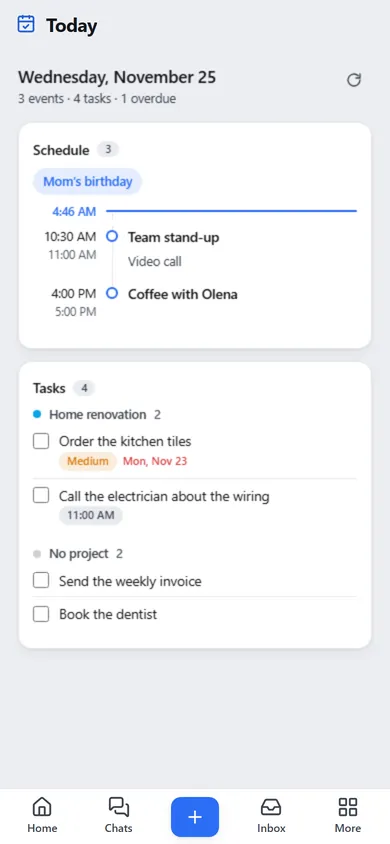 Today
Wednesday, November 25
3 events · 4 tasks · 1 overdue
Schedule 3
Mom's birthday
4:46 AM
10:30 AM Team stand-up
11:00 AM Video call
4:00 PM Coffee with Olena
5:00 PM
Tasks 4
Home renovation 2
Order the kitchen tiles
Medium Mon, Nov 23
Call the electrician about the wiring
11:00 AM
No project 2
Send the weekly invoice
Book the dentist
Home Chats Inbox More